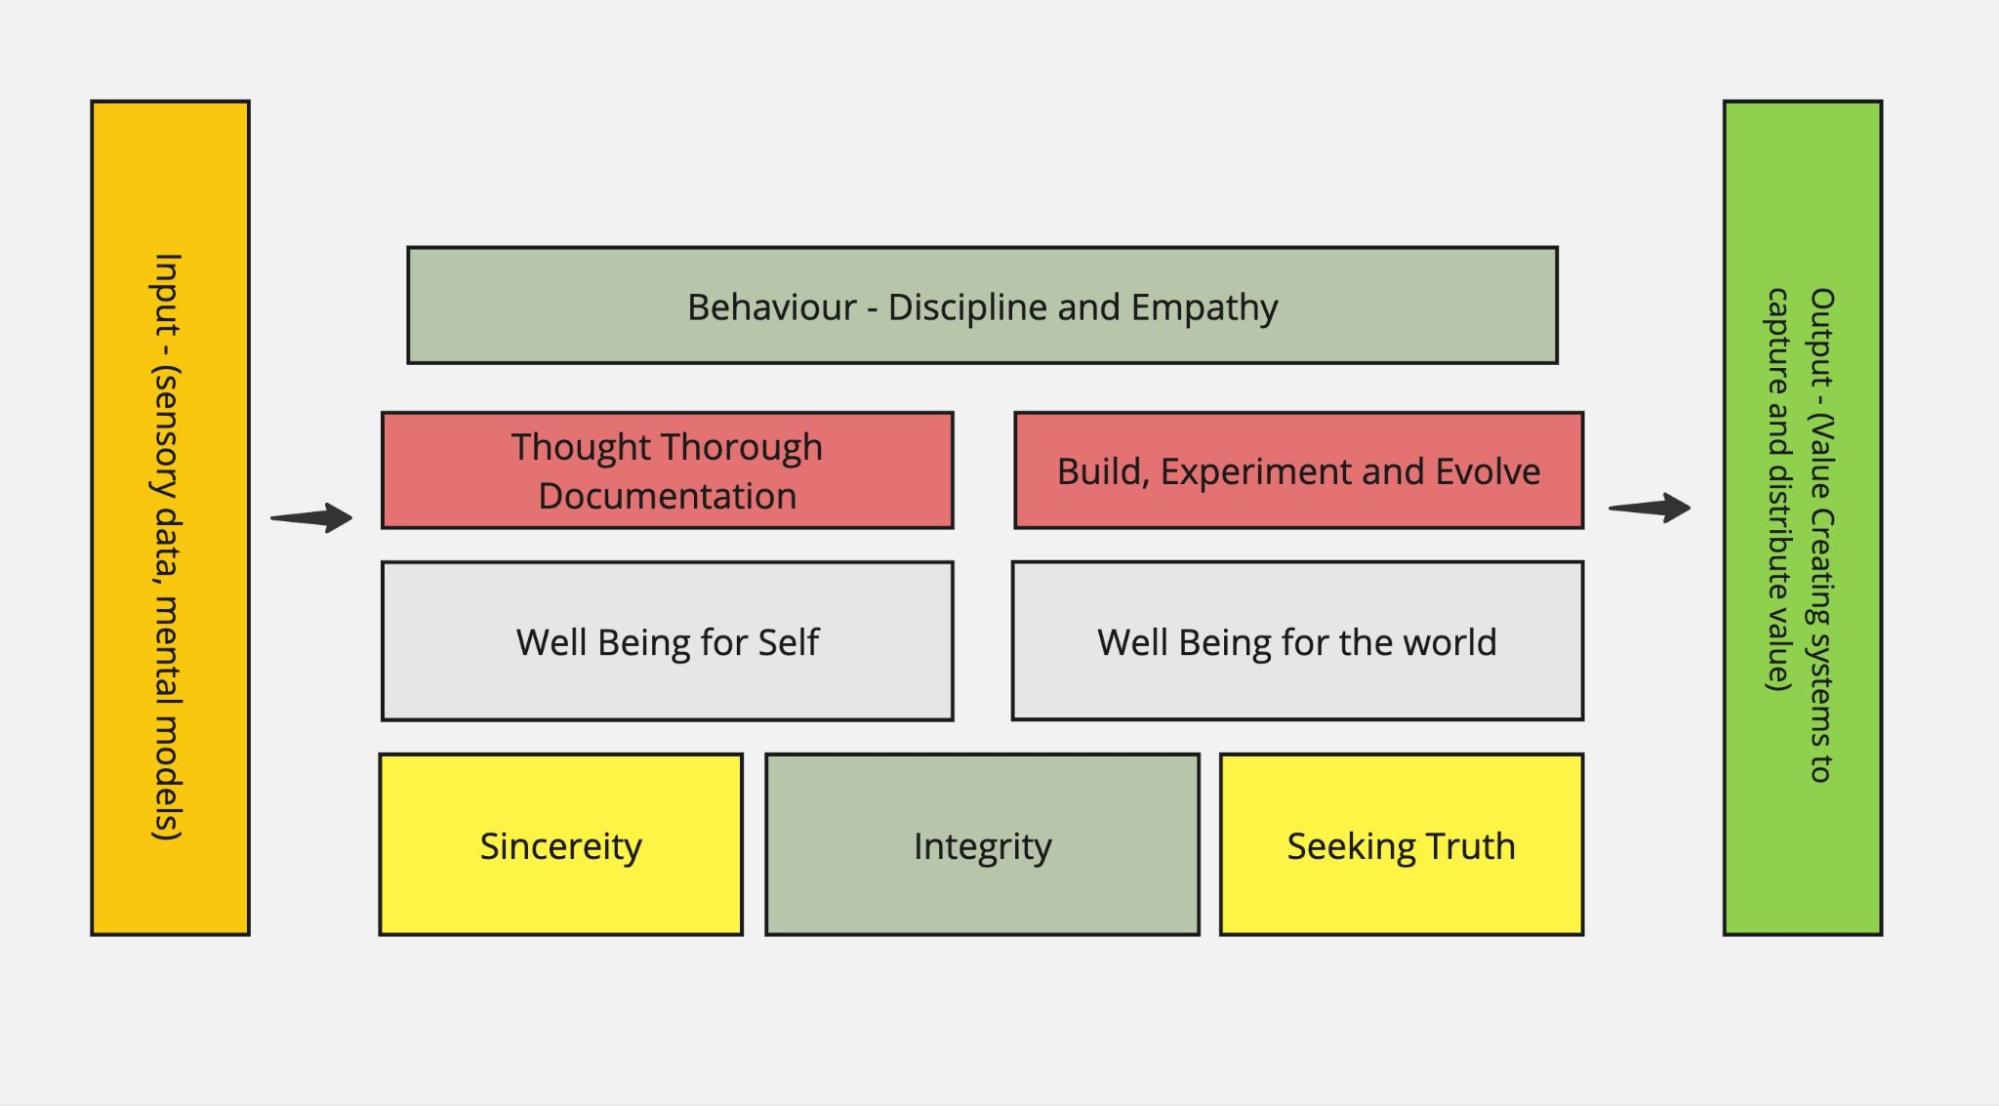 Input - (sensory data, mental models)
Behaviour - Discipline and Empathy
Thought Thorough
Documentation
Build, Experiment and Evolve
Well Being for Self
Well Being for the world
Sincereity
Integrity
Seeking Truth
Output - (Value Creating systems to
capture and distribute value)